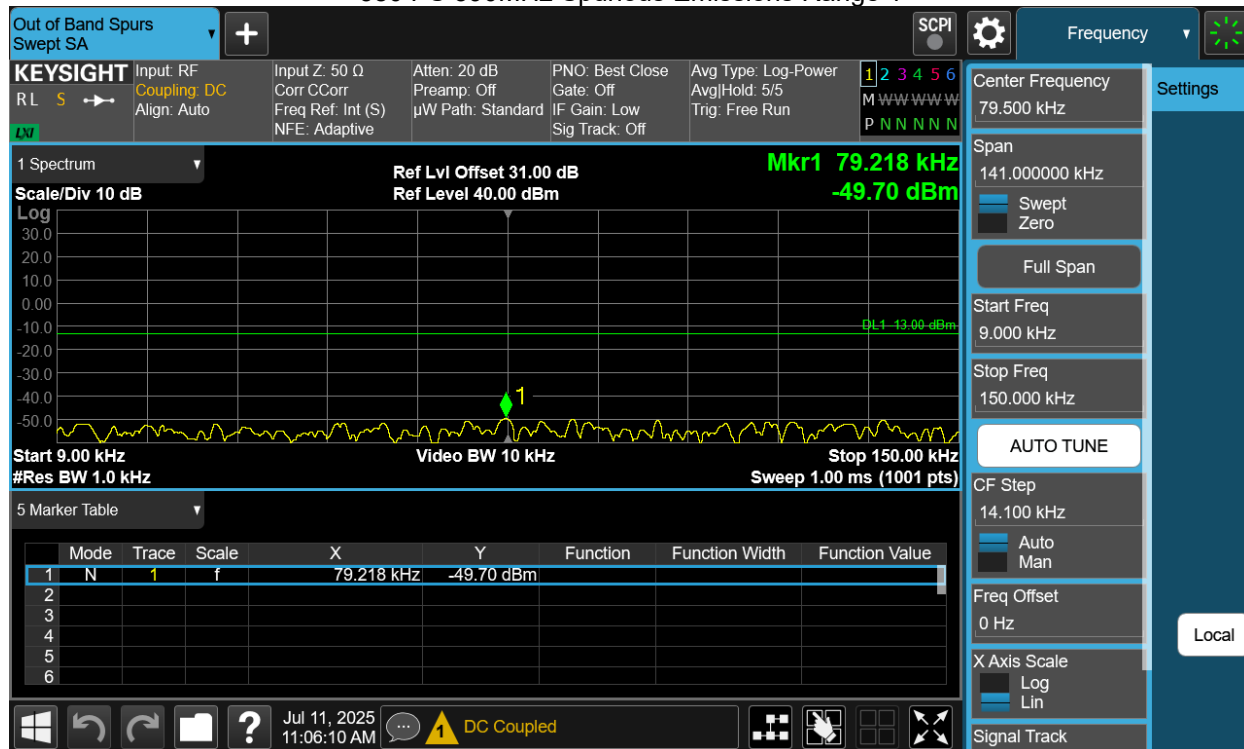 Out of Band Spurs
Swept SA
SCPI
Frequency
KEYSIGHT
R L S
LXI
Input: RF
Coupling: DC
Align: Auto
Input Z: 50 Ω
Corr CCorr
Freq Ref: Int (S)
NFE: Adaptive
Atten: 20 dB
Preamp: Off
µW Path: Standard
PNO: Best Close
Gate: Off
IF Gain: Low
Sig Track: Off
Avg Type: Log-Power
Avg|Hold: 5/5
Trig: Free Run
1 2 3 4 5 6
M W W W W W
P N N N N N
1 Spectrum
Scale/Div 10 dB
Ref Lvl Offset 31.00 dB
Ref Level 40.00 dBm
Mkr1 79.218 kHz
-49.70 dBm
Log
30.0
20.0
10.0
0.00
-10.0
-20.0
-30.0
-40.0
-50.0
DL1 -13.00 dBm
1
Start 9.00 kHz
#Res BW 1.0 kHz
Video BW 10 kHz
Stop 150.00 kHz
Sweep 1.00 ms (1001 pts)
5 Marker Table
Mode Trace Scale X Y Function Function Width Function Value
1 N 1 f 79.218 kHz -49.70 dBm
2
3
4
5
6
Jul 11, 2025
11:06:10 AM
?
1
DC Coupled
Center Frequency
79.500 kHz
Span
141.000000 kHz
Swept
Zero
Full Span
Start Freq
9.000 kHz
Stop Freq
150.000 kHz
AUTO TUNE
CF Step
14.100 kHz
Auto
Man
Freq Offset
0 Hz
X Axis Scale
Log
Lin
Signal Track
Settings
Local